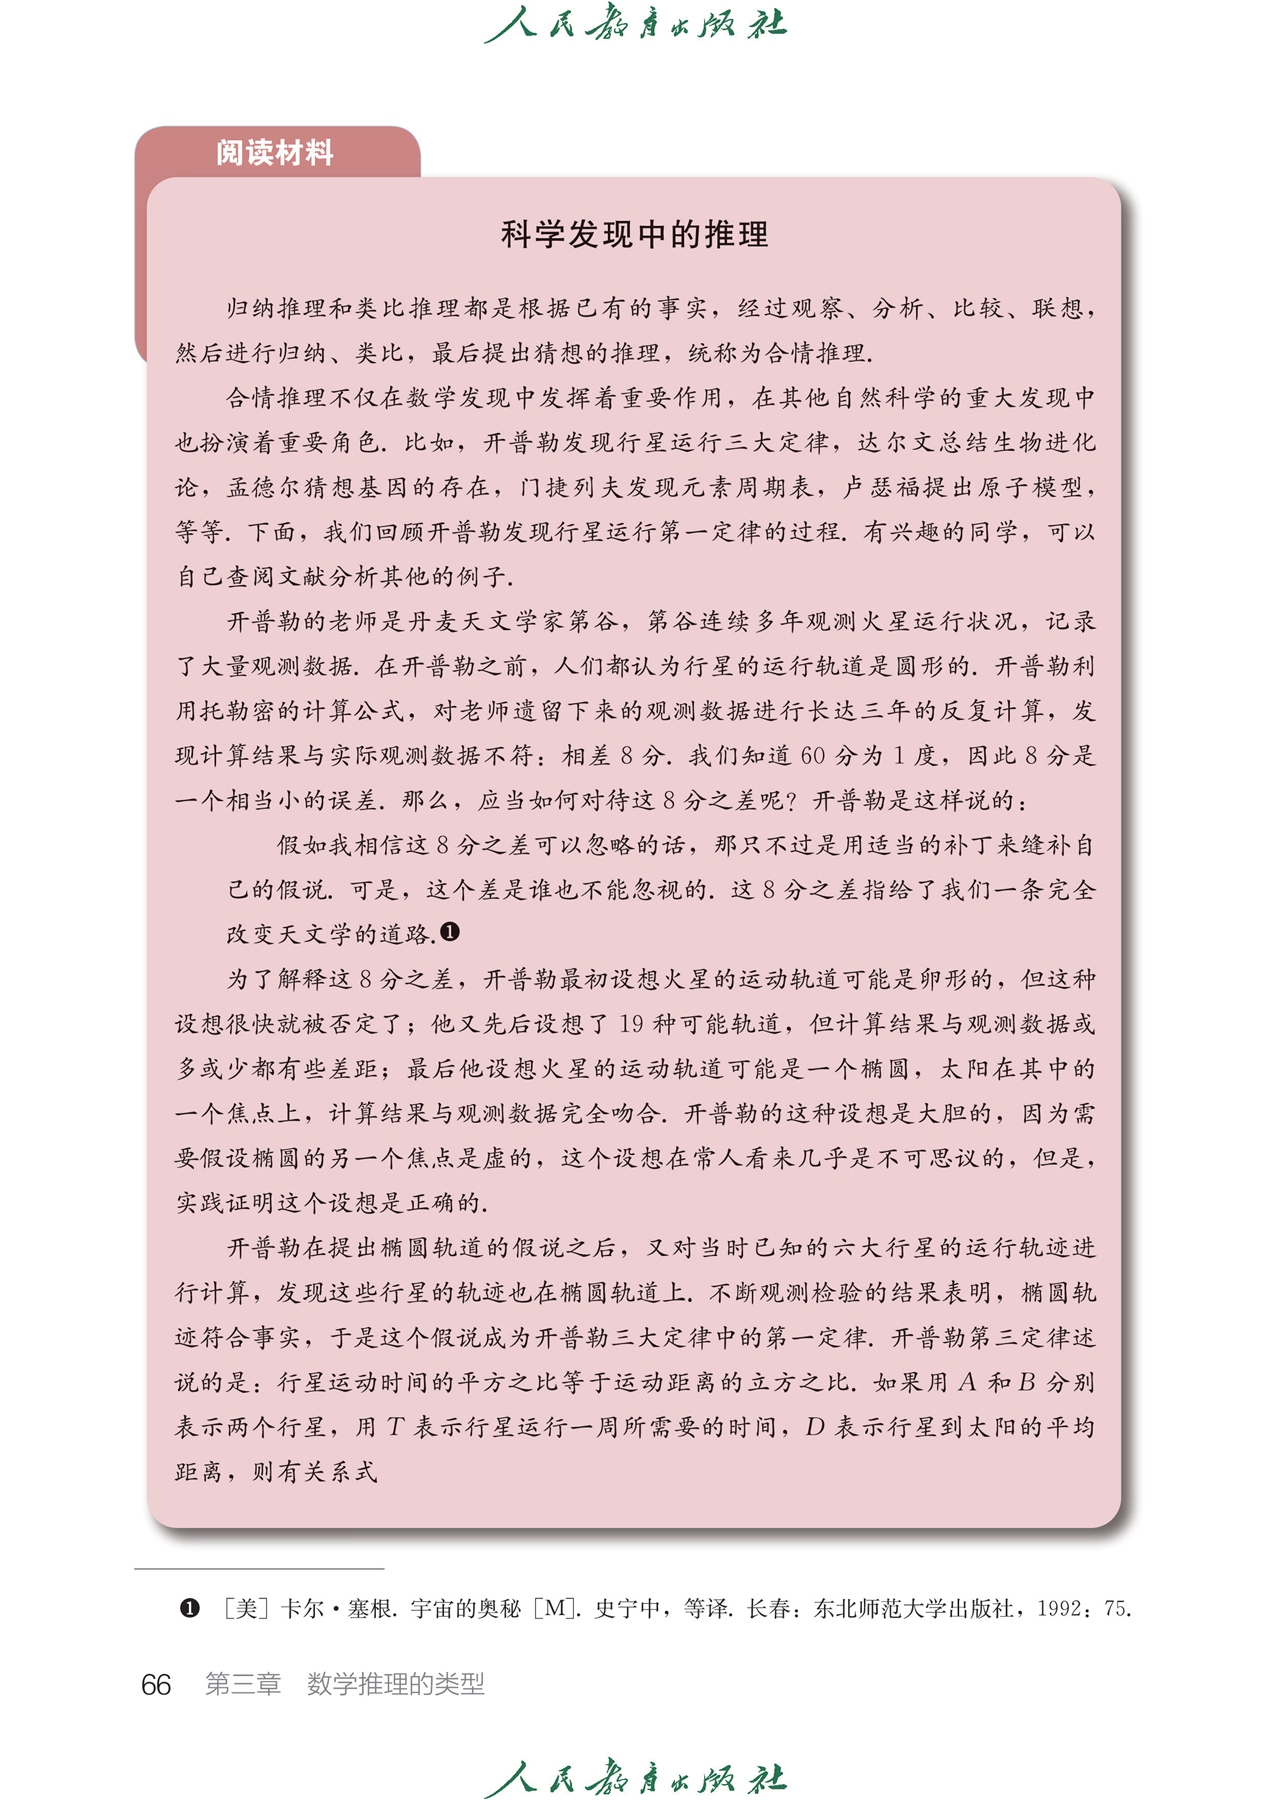 人民教育出版社
阅读材料
科学发现中的推理
归纳推理和类比推理都是根据已有的事实，经过观察、分析、比较、联想，
然后进行归纳、类比，最后提出猜想的推理，统称为合情推理.
合情推理不仅在数学发现中发挥着重要作用，在其他自然科学的重大发现中
也扮演着重要角色. 比如，开普勒发现行星运行三大定律，达尔文总结生物进化
论，孟德尔猜想基因的存在，门捷列夫发现元素周期表，卢瑟福提出原子模型，
等等. 下面，我们回顾开普勒发现行星运行第一定律的过程. 有兴趣的同学，可以
自己查阅文献分析其他的例子.
开普勒的老师是丹麦天文学家第谷，第谷连续多年观测火星运行状况，记录
了大量观测数据. 在开普勒之前，人们都认为行星的运行轨道是圆形的. 开普勒利
用托勒密的计算公式，对老师遗留下来的观测数据进行长达三年的反复计算，发
现计算结果与实际观测数据不符：相差 8 分. 我们知道 60 分为 1 度，因此 8 分是
一个相当小的误差. 那么，应当如何对待这 8 分之差呢？开普勒是这样说的：
假如我相信这 8 分之差可以忽略的话，那只不过是用适当的补丁来缝补自
己的假说. 可是，这个差是谁也不能忽视的. 这 8 分之差指给了我们一条完全
改变天文学的道路.❶
为了解释这 8 分之差，开普勒最初设想火星的运动轨道可能是卵形的，但这种
设想很快就被否定了；他又先后设想了 19 种可能轨道，但计算结果与观测数据或
多或少都有些差距；最后他设想火星的运动轨道可能是一个椭圆，太阳在其中的
一个焦点上，计算结果与观测数据完全吻合. 开普勒的这种设想是大胆的，因为需
要假设椭圆的另一个焦点是虚的，这个设想在常人看来几乎是不可思议的，但是，
实践证明这个设想是正确的.
开普勒在提出椭圆轨道的假说之后，又对当时已知的六大行星的运行轨迹进
行计算，发现这些行星的轨迹也在椭圆轨道上. 不断观测检验的结果表明，椭圆轨
迹符合事实，于是这个假说成为开普勒三大定律中的第一定律. 开普勒第三定律述
说的是：行星运动时间的平方之比等于运动距离的立方之比. 如果用 A 和 B 分别
表示两个行星，用 T 表示行星运行一周所需要的时间，D 表示行星到太阳的平均
距离，则有关系式
❶ ［美］卡尔·塞根. 宇宙的奥秘［M］. 史宁中，等译. 长春：东北师范大学出版社，1992：75.
66 第三章 数学推理的类型
人民教育出版社